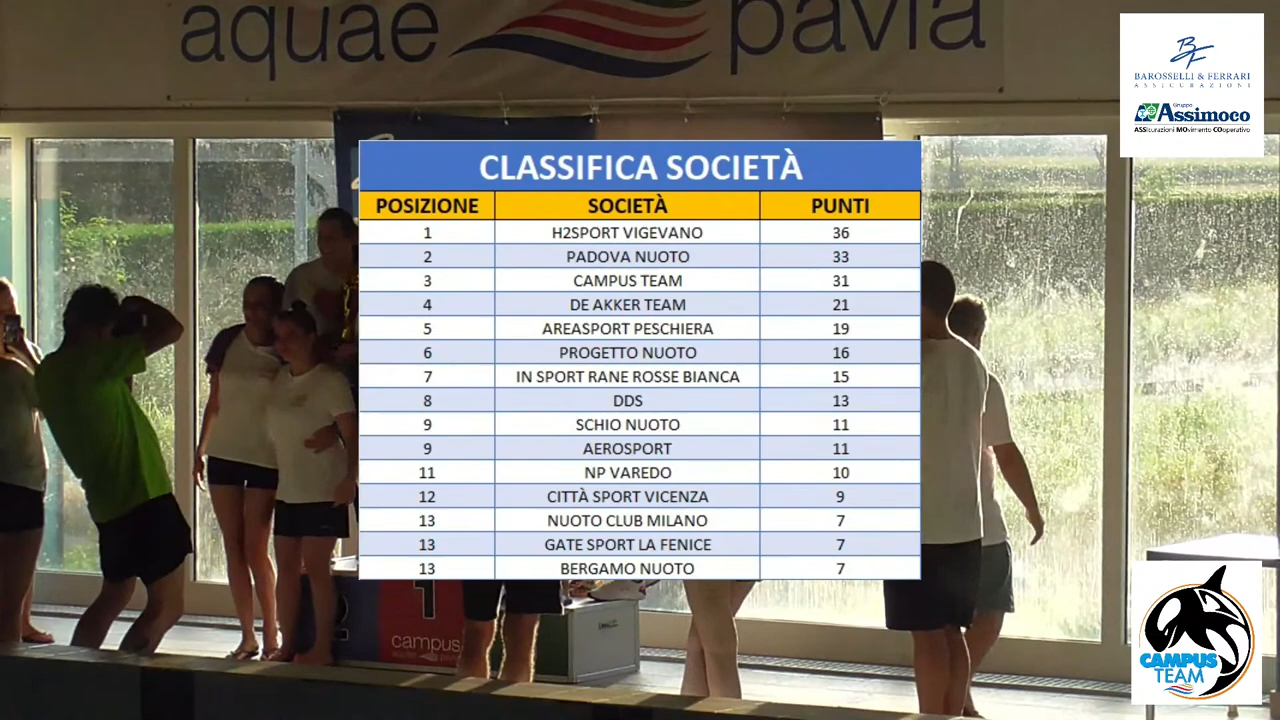 aquae pavia
BF
BAROSSELLI & FERRARI
ASSICURAZIONI
Gruppo
Assimoco
ASSIcurazioni MOvimento COoperativo
CLASSIFICA SOCIETÀ
POSIZIONE SOCIETÀ PUNTI
1 H2SPORT VIGEVANO 36
2 PADOVA NUOTO 33
3 CAMPUS TEAM 31
4 DE AKKER TEAM 21
5 AREASPORT PESCHIERA 19
6 PROGETTO NUOTO 16
7 IN SPORT RANE ROSSE BIANCA 15
8 DDS 13
9 SCHIO NUOTO 11
9 AEROSPORT 11
11 NP VAREDO 10
12 CITTÀ SPORT VICENZA 9
13 NUOTO CLUB MILANO 7
13 GATE SPORT LA FENICE 7
13 BERGAMO NUOTO 7
2 1
campus
CAMPUS
TEAM